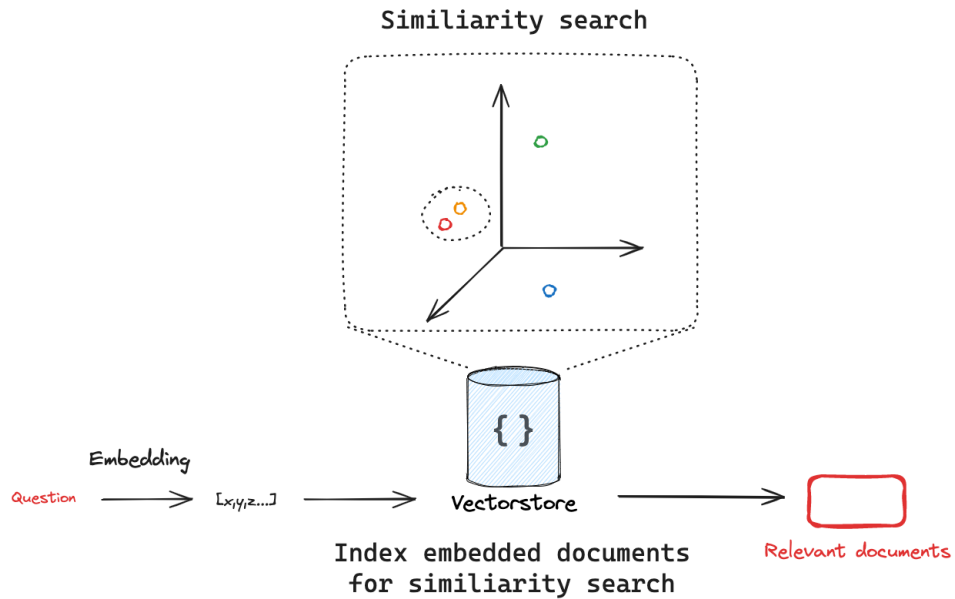 Similiarity search
{ }
Embedding
Question
[x,y,z...]
Vectorstore
Index embedded documents
for similiarity search
Relevant documents